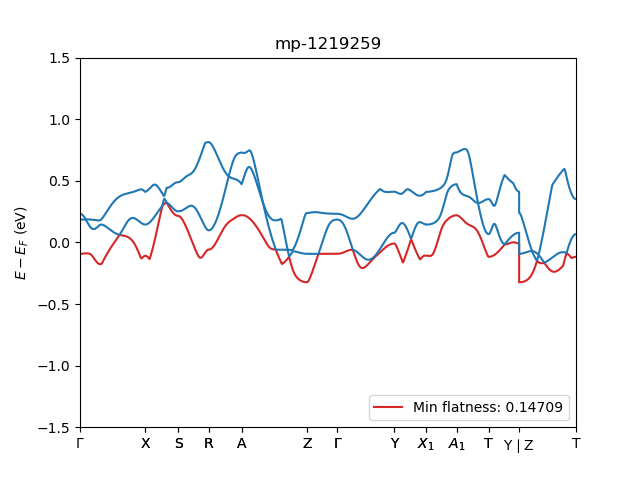 mp-1219259
1.5
1.0
0.5
0.0
−0.5
−1.0
−1.5
E − E_F (eV)
Min flatness: 0.14709
Γ X S R A Z Γ Y X₁ A₁ T Y | Z T